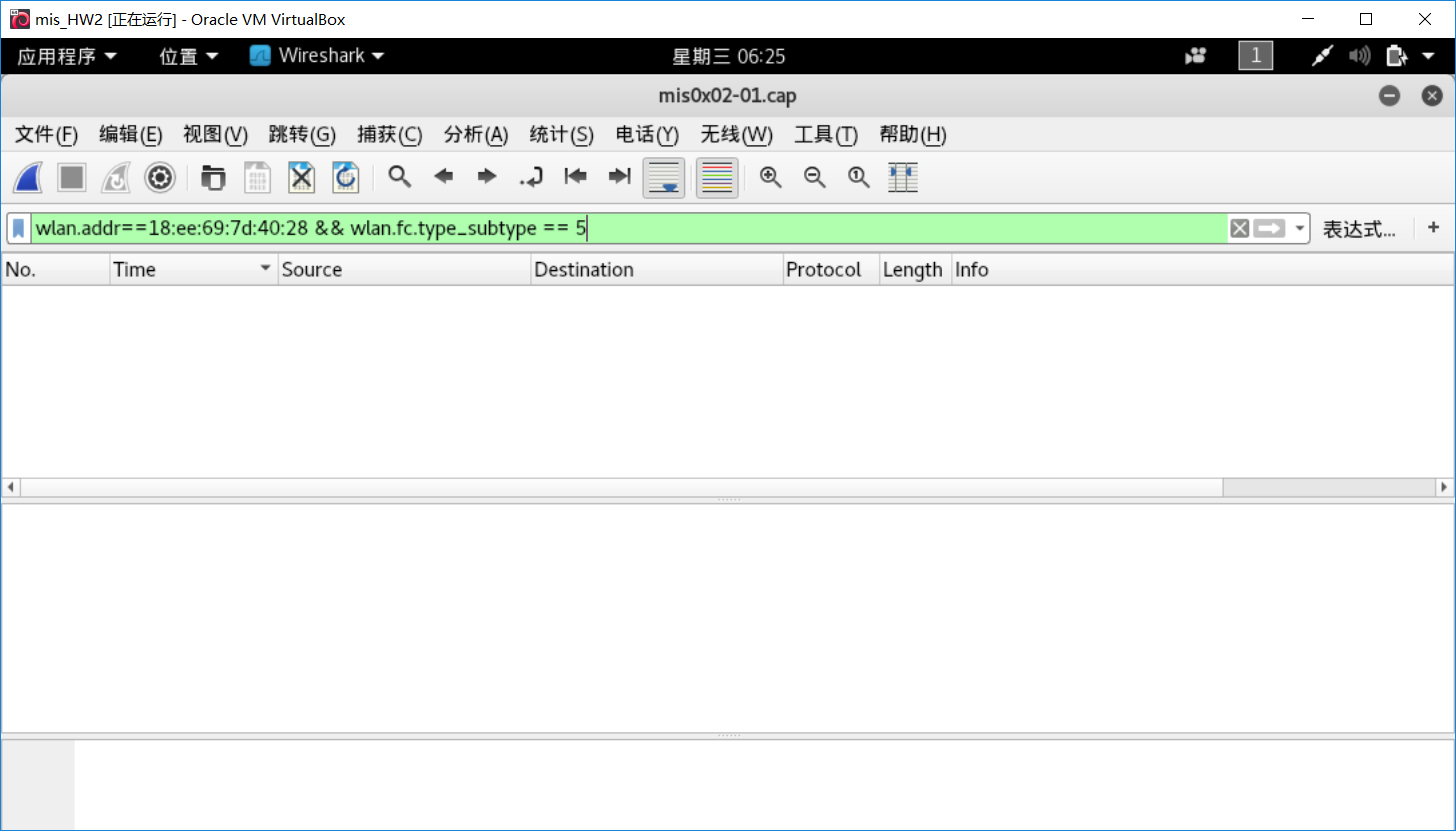 mis_HW2 [正在运行] - Oracle VM VirtualBox
应用程序 位置 Wireshark 星期三 06:25 1
mis0x02-01.cap
文件(F) 编辑(E) 视图(V) 跳转(G) 捕获(C) 分析(A) 统计(S) 电话(Y) 无线(W) 工具(T) 帮助(H)
wlan.addr==18:ee:69:7d:40:28 && wlan.fc.type_subtype == 5 表达式... +
No. Time Source Destination Protocol Length Info